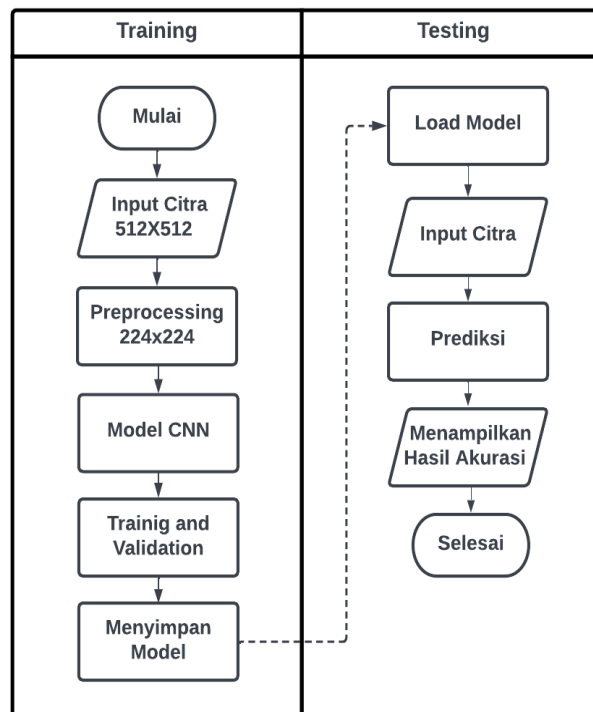 Training
Mulai
Input Citra
512X512
Preprocessing
224x224
Model CNN
Trainig and
Validation
Menyimpan
Model
Testing
Load Model
Input Citra
Prediksi
Menampilkan
Hasil Akurasi
Selesai